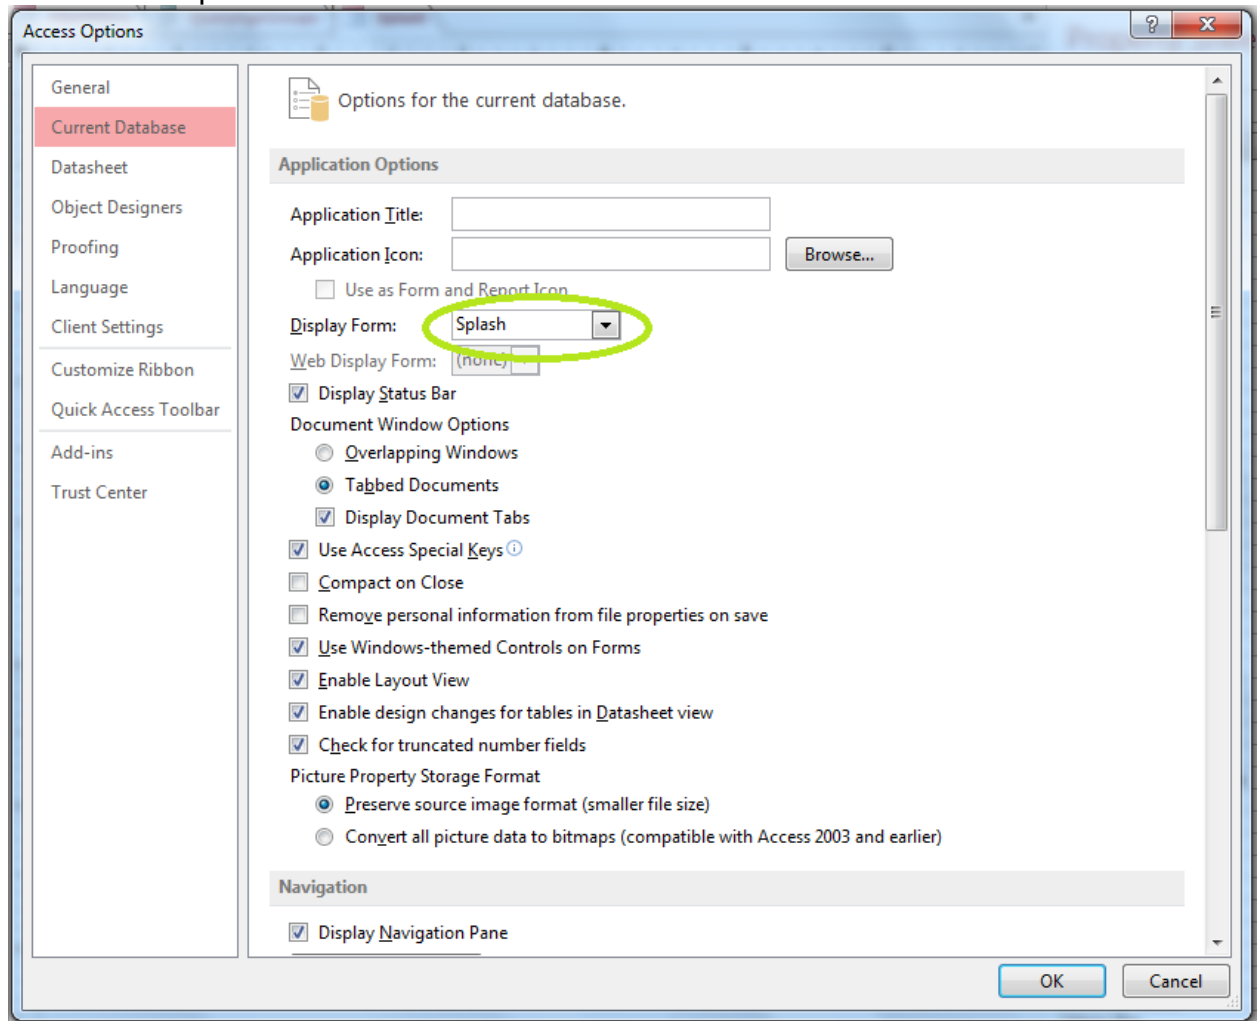 Access Options
General
Current Database
Datasheet
Object Designers
Proofing
Language
Client Settings
Customize Ribbon
Quick Access Toolbar
Add-ins
Trust Center
Options for the current database.
Application Options
Application Title:
Application Icon:
Browse...
Use as Form and Report Icon
Display Form: Splash
Web Display Form: (none)
Display Status Bar
Document Window Options
Overlapping Windows
Tabbed Documents
Display Document Tabs
Use Access Special Keys
Compact on Close
Remove personal information from file properties on save
Use Windows-themed Controls on Forms
Enable Layout View
Enable design changes for tables in Datasheet view
Check for truncated number fields
Picture Property Storage Format
Preserve source image format (smaller file size)
Convert all picture data to bitmaps (compatible with Access 2003 and earlier)
Navigation
Display Navigation Pane
OK Cancel